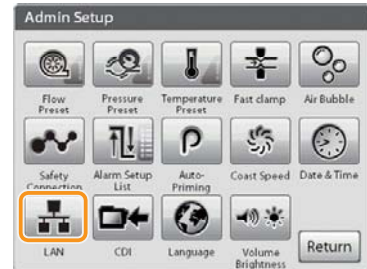 Admin Setup
Flow
Preset
Pressure
Preset
Temperature
Preset
Fast clamp
Air Bubble
Safety
Connection
Alarm Setup
List
Auto-
Priming
Coast Speed
Date & Time
LAN
CDI
Language
Volume
Brightness
Return